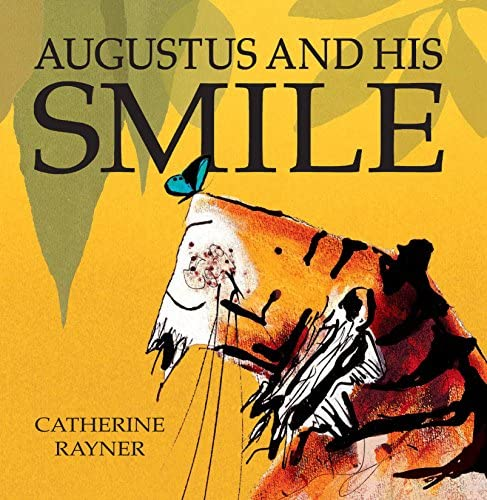 AUGUSTUS AND HIS
SMILE
CATHERINE
RAYNER